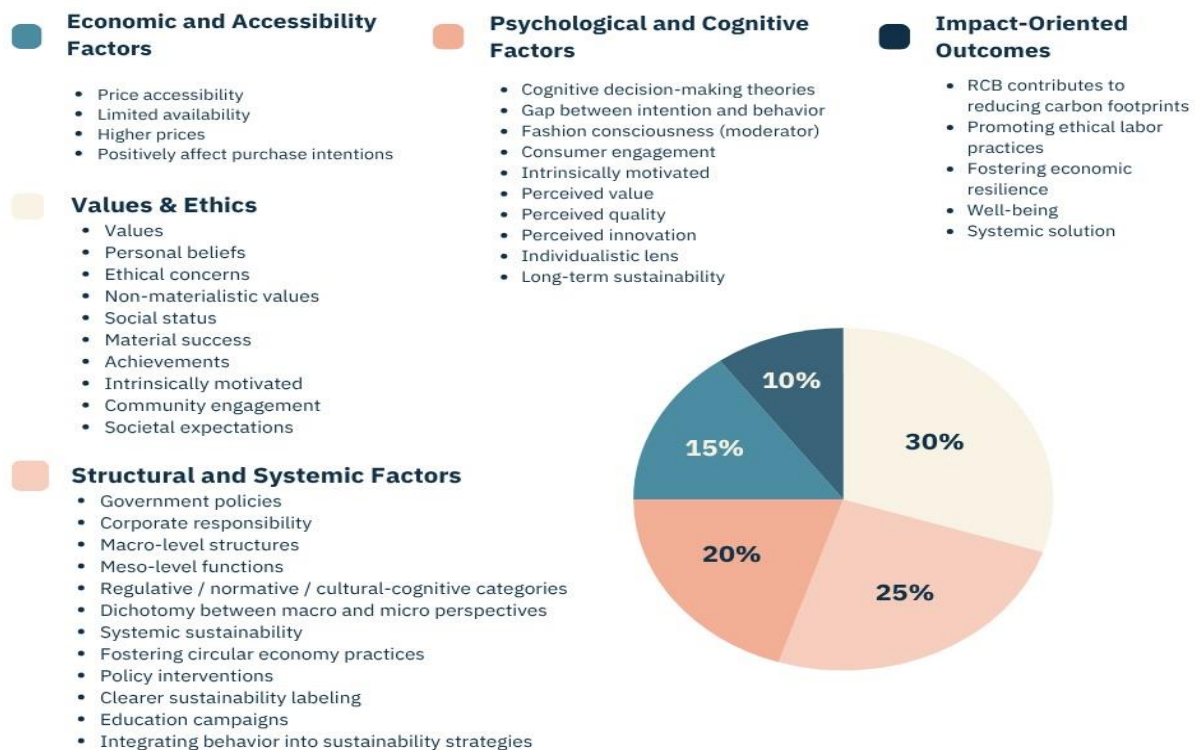 Economic and Accessibility
Factors
Price accessibility
Limited availability
Higher prices
Positively affect purchase intentions
Values & Ethics
Values
Personal beliefs
Ethical concerns
Non-materialistic values
Social status
Material success
Achievements
Intrinsically motivated
Community engagement
Societal expectations
Structural and Systemic Factors
Government policies
Corporate responsibility
Macro-level structures
Meso-level functions
Regulative / normative / cultural-cognitive categories
Dichotomy between macro and micro perspectives
Systemic sustainability
Fostering circular economy practices
Policy interventions
Clearer sustainability labeling
Education campaigns
Integrating behavior into sustainability strategies
Psychological and Cognitive
Factors
Cognitive decision-making theories
Gap between intention and behavior
Fashion consciousness (moderator)
Consumer engagement
Intrinsically motivated
Perceived value
Perceived quality
Perceived innovation
Individualistic lens
Long-term sustainability
Impact-Oriented
Outcomes
RCB contributes to
reducing carbon footprints
Promoting ethical labor
practices
Fostering economic
resilience
Well-being
Systemic solution
10%
30%
15%
20%
25%